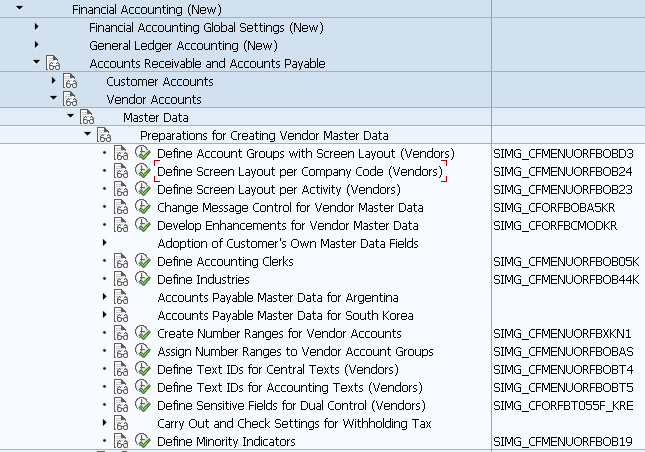 Financial Accounting (New)
Financial Accounting Global Settings (New)
General Ledger Accounting (New)
Accounts Receivable and Accounts Payable
Customer Accounts
Vendor Accounts
Master Data
Preparations for Creating Vendor Master Data
Define Account Groups with Screen Layout (Vendors) SIMG_CFMENUORFBOBD3
Define Screen Layout per Company Code (Vendors) SIMG_CFMENUORFBOB24
Define Screen Layout per Activity (Vendors) SIMG_CFMENUORFBOB23
Change Message Control for Vendor Master Data SIMG_CFORFBOBA5KR
Develop Enhancements for Vendor Master Data SIMG_CFORFBCMODKR
Adoption of Customer's Own Master Data Fields
Define Accounting Clerks SIMG_CFMENUORFBOB05K
Define Industries SIMG_CFMENUORFBOB44K
Accounts Payable Master Data for Argentina
Accounts Payable Master Data for South Korea
Create Number Ranges for Vendor Accounts SIMG_CFMENUORFBXKN1
Assign Number Ranges to Vendor Account Groups SIMG_CFMENUORFBOBAS
Define Text IDs for Central Texts (Vendors) SIMG_CFMENUORFBOBT4
Define Text IDs for Accounting Texts (Vendors) SIMG_CFMENUORFBOBT5
Define Sensitive Fields for Dual Control (Vendors) SIMG_CFORFBT055F_KRE
Carry Out and Check Settings for Withholding Tax
Define Minority Indicators SIMG_CFMENUORFBOB19